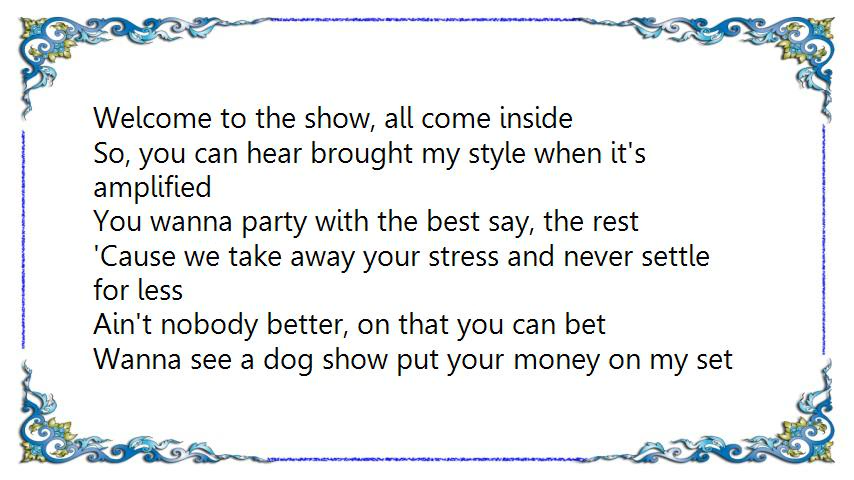 Welcome to the show, all come inside
So, you can hear brought my style when it's
amplified
You wanna party with the best say, the rest
'Cause we take away your stress and never settle
for less
Ain't nobody better, on that you can bet
Wanna see a dog show put your money on my set